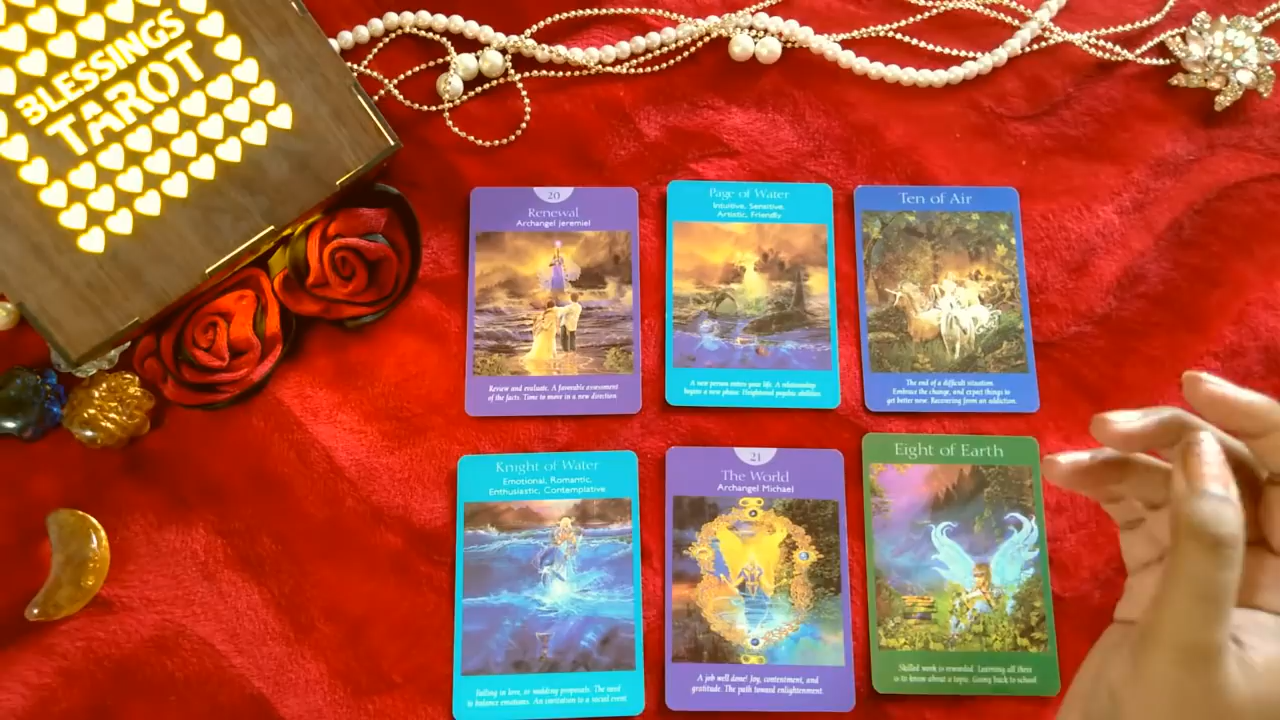 BLESSINGS
TAROT
20
Renewal
Archangel Jeremiel
Review and evaluate. A favorable assessment
of the facts. Time to move in a new direction.
Page of Water
Intuitive, Sensitive,
Artistic, Friendly
A new person enters your life. A relationship
begins a new phase. Heightened psychic abilities
Ten of Air
The end of a difficult situation.
Embrace the change, and expect things to
get better now. Recovering from an addiction.
Knight of Water
Emotional, Romantic,
Enthusiastic, Contemplative
Falling in love, or wedding proposals. The need
to balance emotions. An invitation to a social event
21
The World
Archangel Michael
A job well done! Joy, contentment, and
gratitude. The path toward enlightenment.
Eight of Earth
Skilled work is rewarded. Learning all there
is to know about a topic. Going back to school